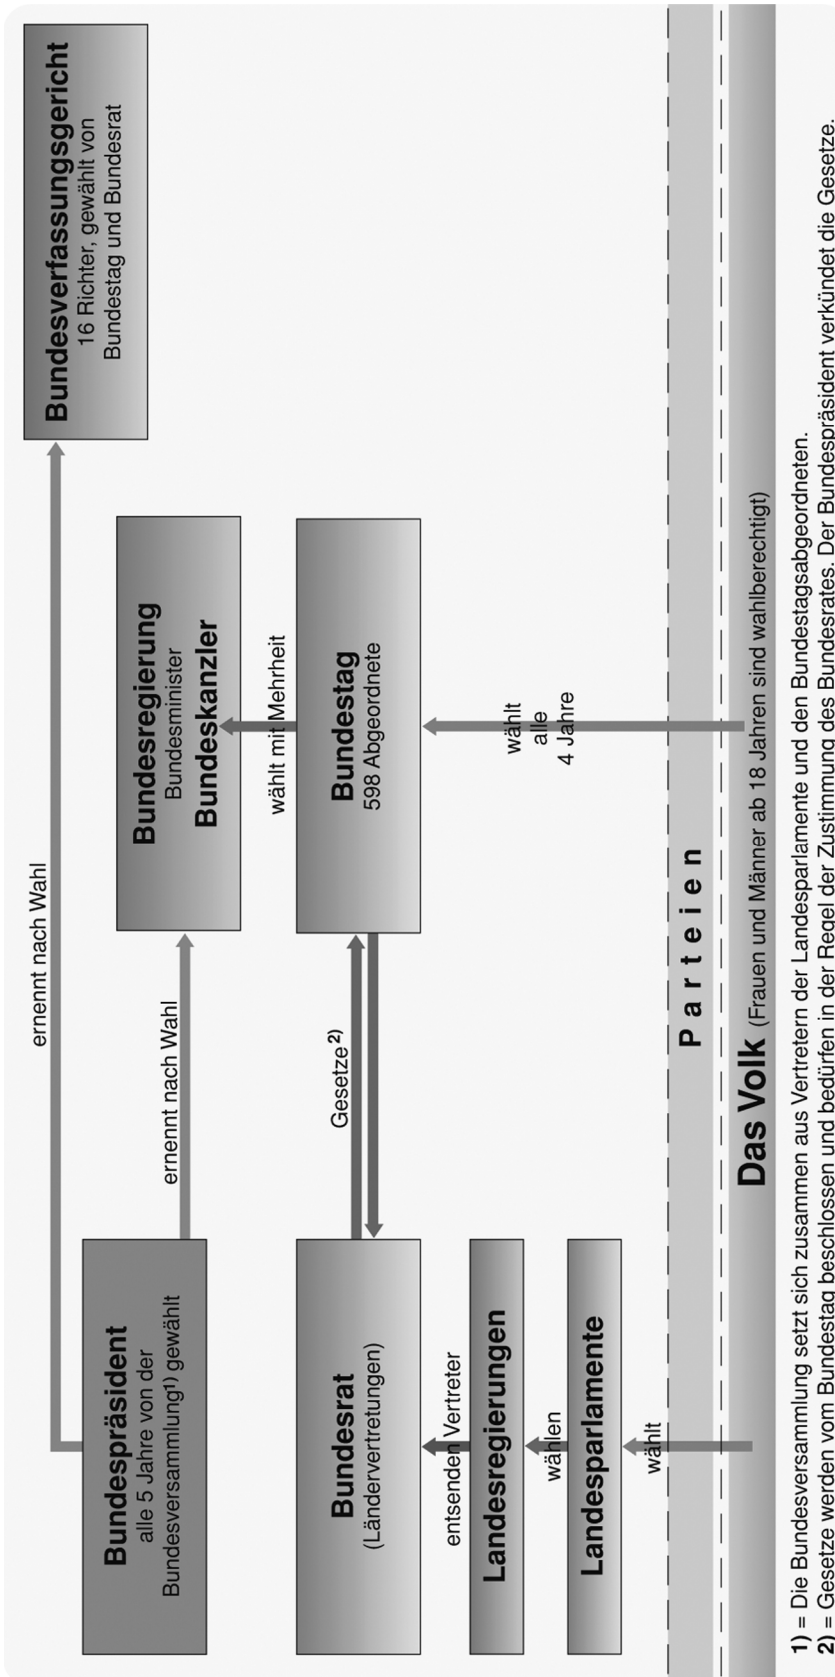 Bundespräsident
alle 5 Jahre von der
Bundesversammlung¹⁾ gewählt
ernennt nach Wahl
Bundesverfassungsgericht
16 Richter, gewählt von
Bundestag und Bundesrat
ernennt nach Wahl
Bundesregierung
Bundesminister
Bundeskanzler
wählt mit Mehrheit
Bundesrat
(Ländervertretungen)
Gesetze²⁾
Bundestag
598 Abgeordnete
entsenden Vertreter
Landesregierungen
wählen
Landesparlamente
wählt
wählt
alle
4 Jahre
Parteien
Das Volk (Frauen und Männer ab 18 Jahren sind wahlberechtigt)
1) = Die Bundesversammlung setzt sich zusammen aus Vertretern der Landesparlamente und den Bundestagsabgeordneten.
2) = Gesetze werden vom Bundestag beschlossen und bedürfen in der Regel der Zustimmung des Bundesrates. Der Bundespräsident verkündet die Gesetze.